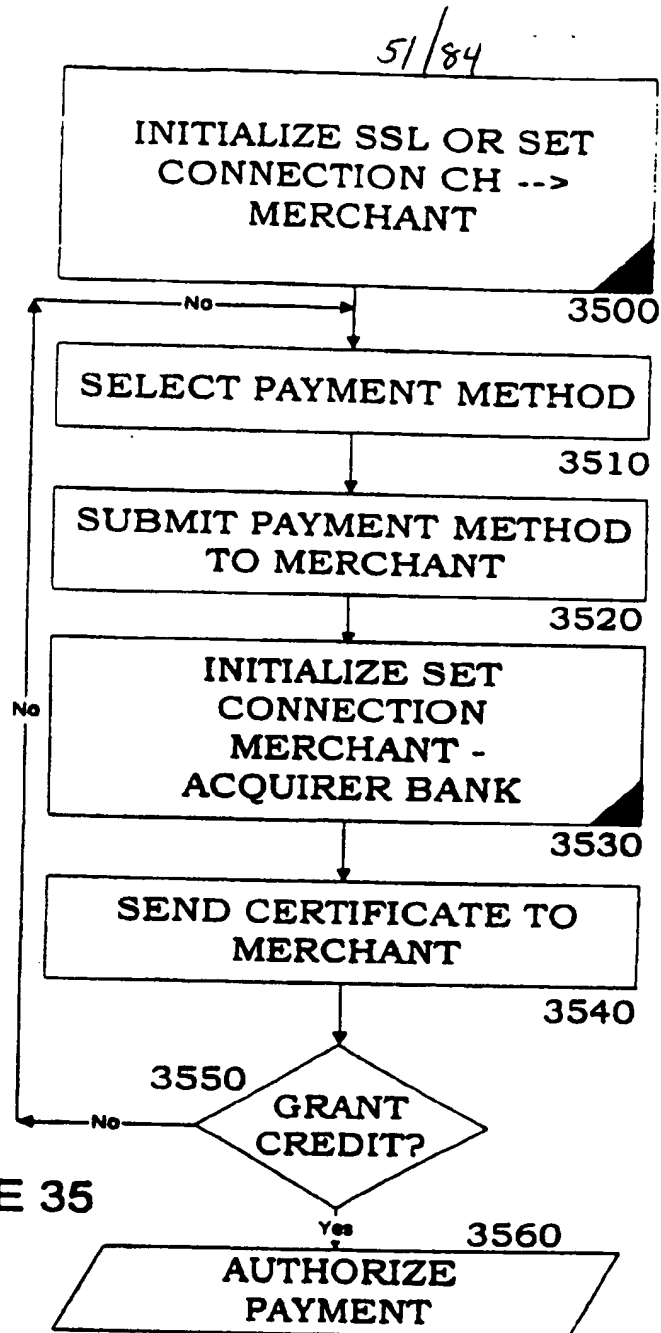 51/84
INITIALIZE SSL OR SET
CONNECTION CH -->
MERCHANT
3500
No
SELECT PAYMENT METHOD
3510
SUBMIT PAYMENT METHOD
TO MERCHANT
3520
No
INITIALIZE SET
CONNECTION
MERCHANT -
ACQUIRER BANK
3530
SEND CERTIFICATE TO
MERCHANT
3540
3550
GRANT
CREDIT?
No
E 35
Yes
3560
AUTHORIZE
PAYMENT